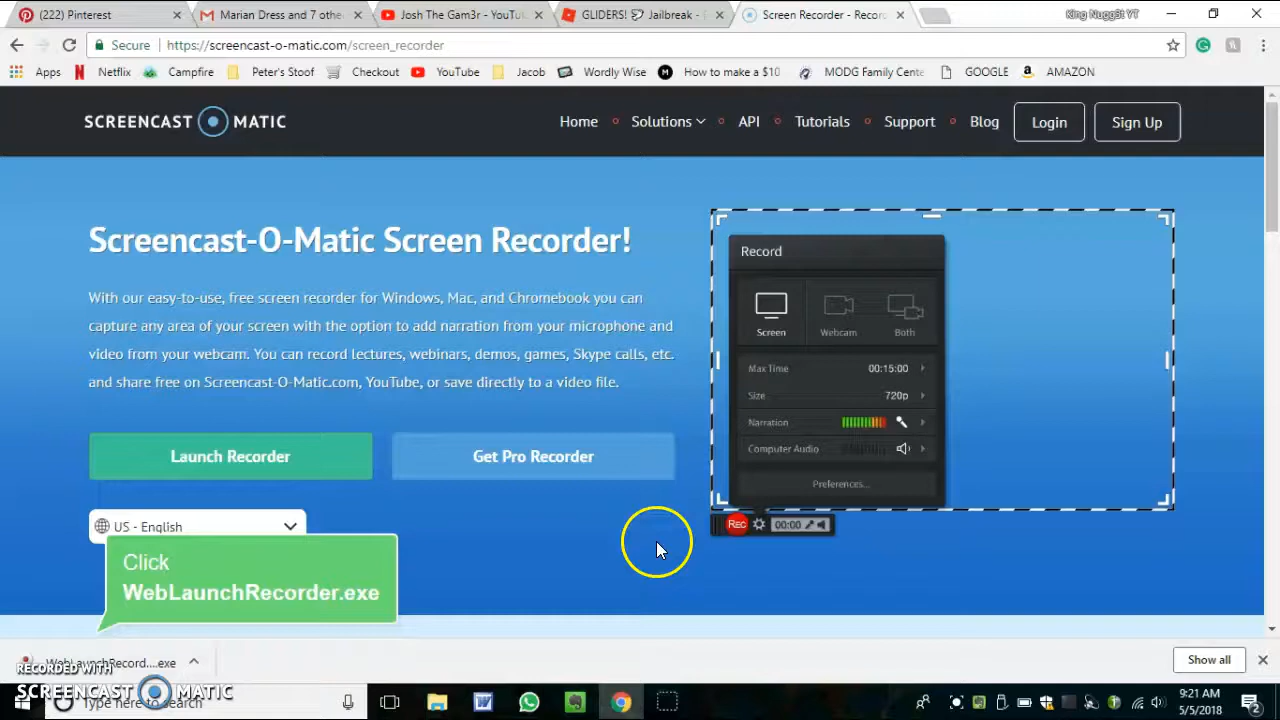 (222) Pinterest
Marian Dress and 7 other
Josh The Gam3r - YouTu
GLIDERS! Jailbreak -
Screen Recorder - Recor
King Nugg3t YT
Secure https://screencast-o-matic.com/screen_recorder
Apps Netflix Campfire Peter's Stoof Checkout YouTube Jacob Wordly Wise How to make a $10 MODG Family Cente GOOGLE AMAZON
SCREENCAST MATIC
Home Solutions API Tutorials Support Blog Login Sign Up
Screencast-O-Matic Screen Recorder!
With our easy-to-use, free screen recorder for Windows, Mac, and Chromebook you can
capture any area of your screen with the option to add narration from your microphone and
video from your webcam. You can record lectures, webinars, demos, games, Skype calls, etc.
and share free on Screencast-O-Matic.com, YouTube, or save directly to a video file.
Launch Recorder
Get Pro Recorder
US - English
Record
Screen Webcam Both
Max Time 00:15:00
Size 720p
Narration
Computer Audio
Preferences...
REC 00:00
Click
WebLaunchRecorder.exe
WebLaunchRecord....exe
Show all
RECORDED WITH
SCREENCAST MATIC
Type here to search
9:21 AM
5/5/2018
2